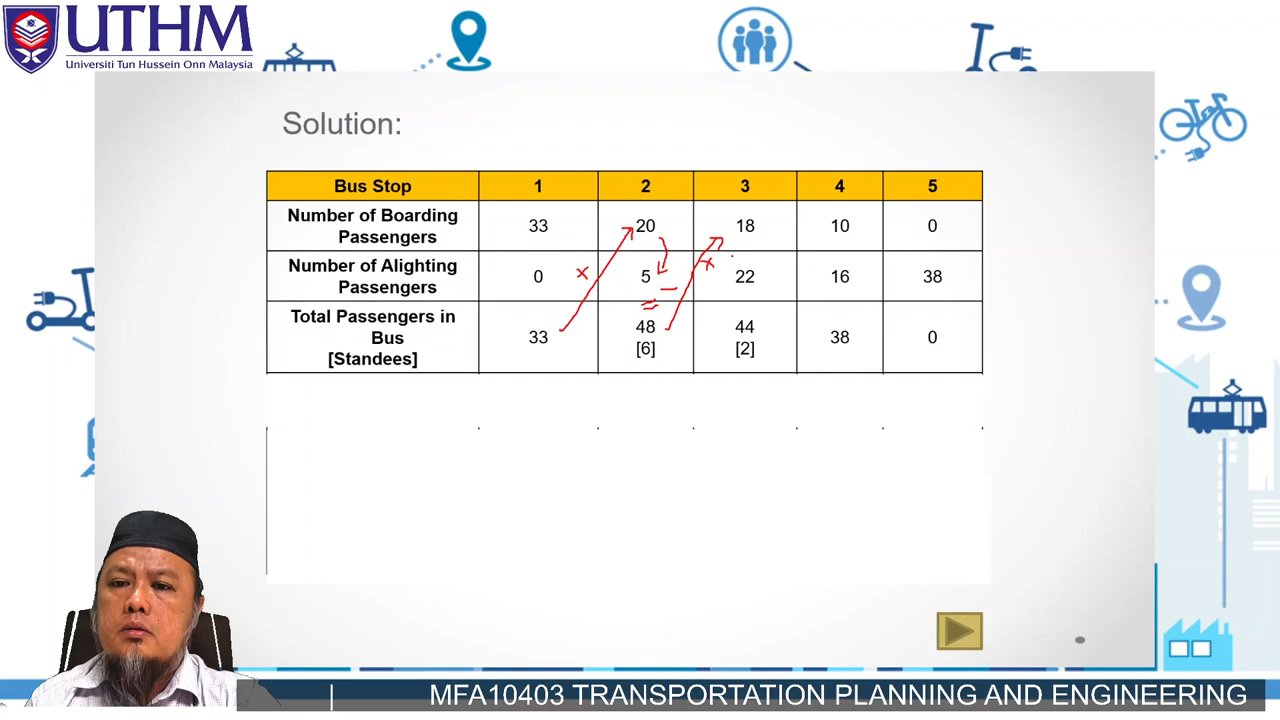 UTHM
Universiti Tun Hussein Onn Malaysia
Solution:
Bus Stop 1 2 3 4 5
Number of Boarding
Passengers 33 20 18 10 0
Number of Alighting
Passengers 0 5 22 16 38
Total Passengers in
Bus
[Standees] 33 48 44 38 0
[6] [2]
MFA10403 TRANSPORTATION PLANNING AND ENGINEERING